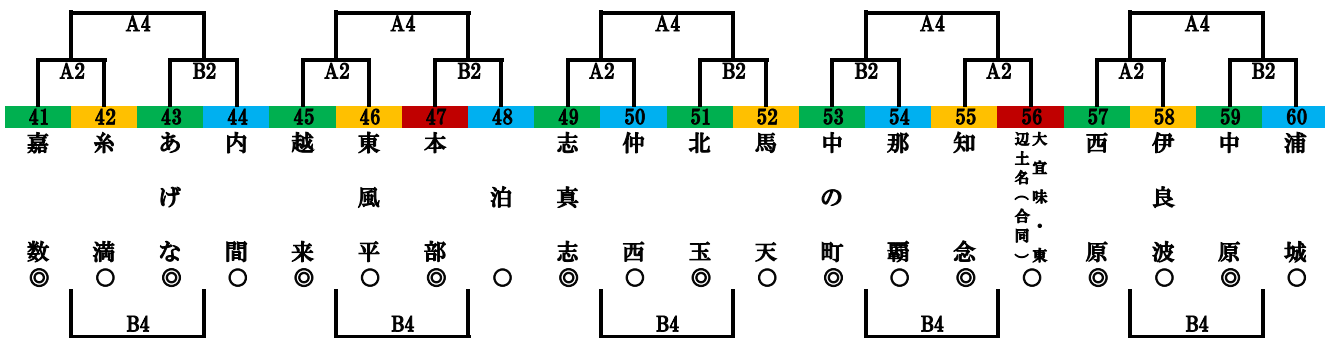 A4 A4 A4 A4 A4
A2 B2 A2 B2 A2 B2 B2 A2 A2 B2
41 42 43 44 45 46 47 48 49 50 51 52 53 54 55 56 57 58 59 60
嘉数◎
糸満○
あげな◎
内間○
越来◎
東風平○
本部◎
泊○
志真志◎
仲西○
北玉◎
馬天○
中の町◎
那覇○
知念◎
大宜味・東
辺土名(合同)○
西原◎
伊良波○
中原◎
浦城○
B4 B4 B4 B4 B4